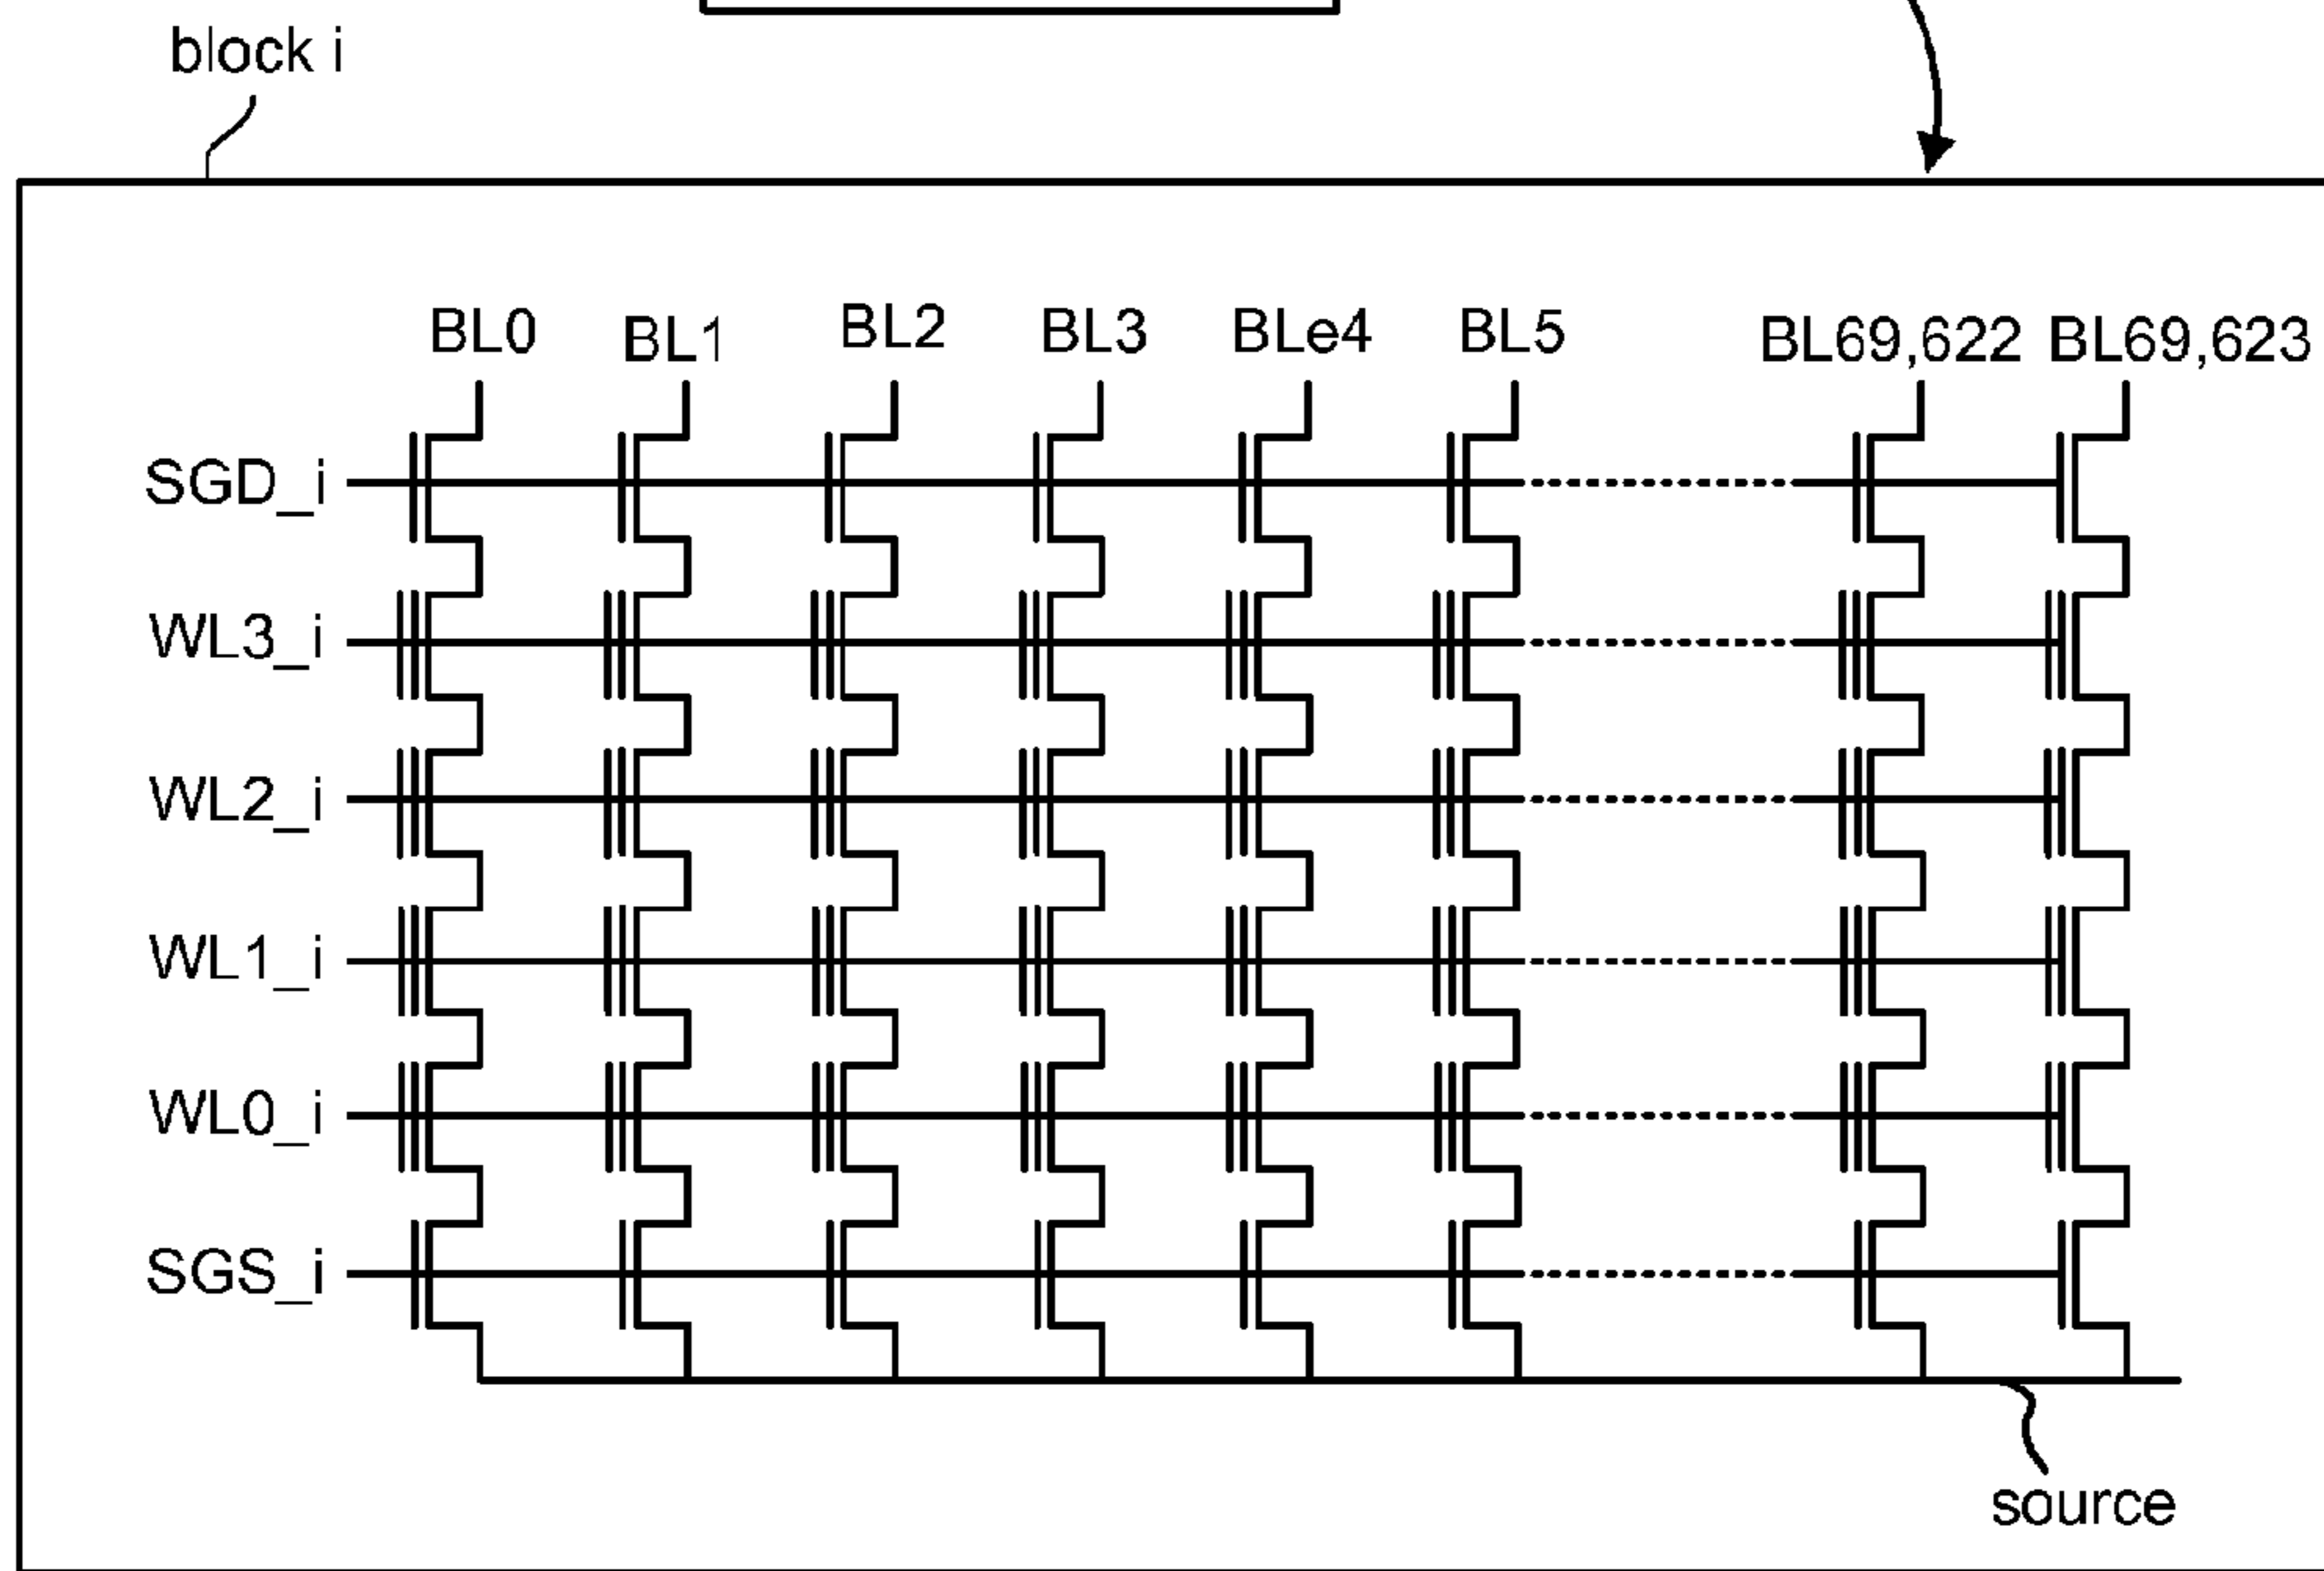 block i
BL0 BL1 BL2 BL3 BLe4 BL5 BL69,622 BL69,623
SGD_i
WL3_i
WL2_i
WL1_i
WL0_i
SGS_i
source